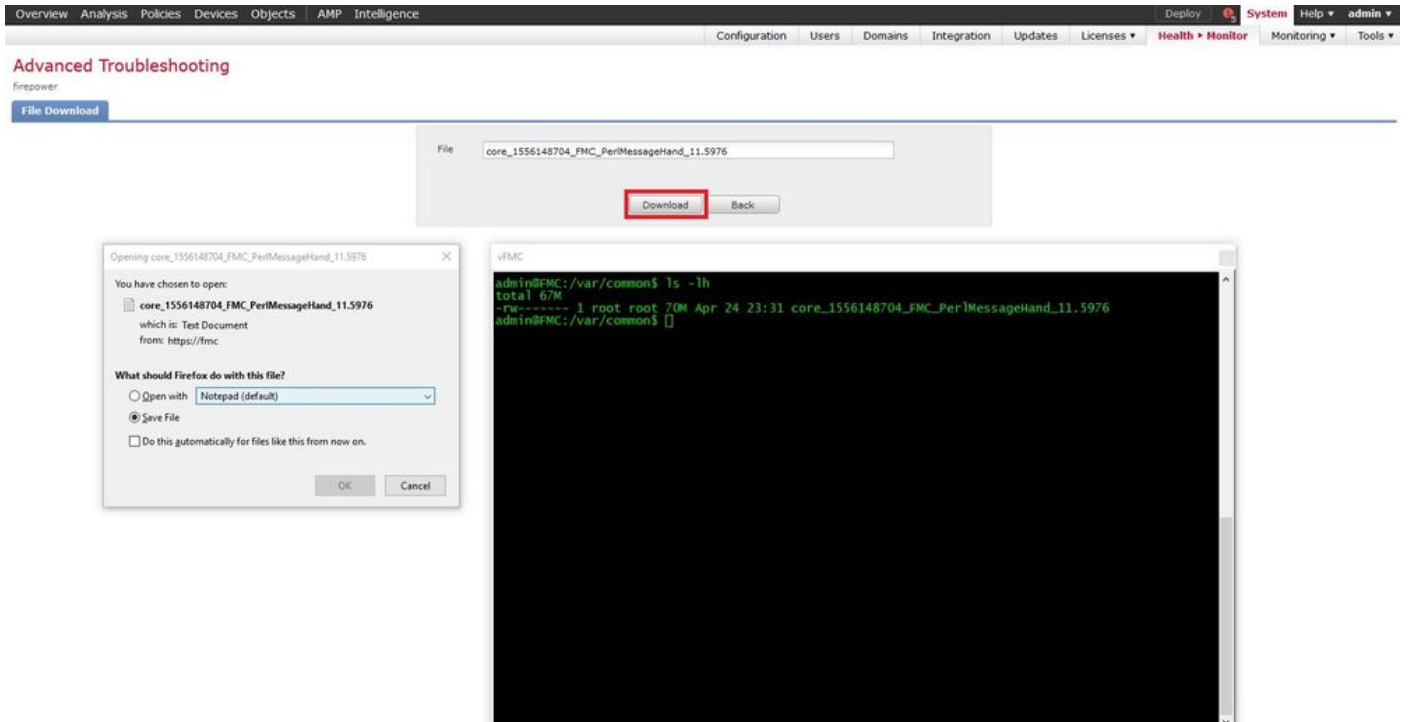 Overview Analysis Policies Devices Objects AMP Intelligence Deploy System Help ▾ admin ▾
Configuration Users Domains Integration Updates Licenses ▾ Health ▸ Monitor Monitoring ▾ Tools ▾
Advanced Troubleshooting
firepower
File Download
File core_1556148704_FMC_PerlMessageHand_11.5976
Download Back
Opening core_1556148704_FMC_PerlMessageHand_11.5976
You have chosen to open:
core_1556148704_FMC_PerlMessageHand_11.5976
which is: Text Document
from: https://fmc
What should Firefox do with this file?
Open with Notepad (default)
Save File
Do this automatically for files like this from now on.
OK Cancel
vFMC
admin@FMC:/var/common$ ls -lh
total 67M
-rw------- 1 root root 70M Apr 24 23:31 core_1556148704_FMC_PerlMessageHand_11.5976
admin@FMC:/var/common$